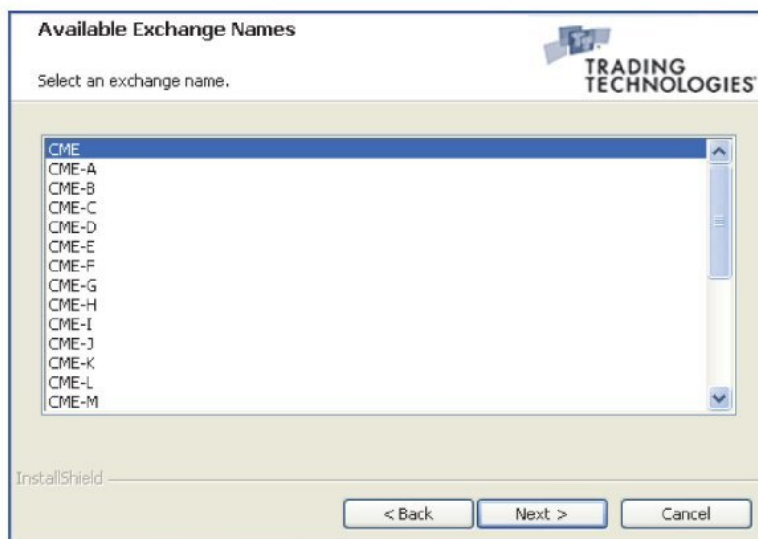 Available Exchange Names
Select an exchange name.
TRADING
TECHNOLOGIES
CME
CME-A
CME-B
CME-C
CME-D
CME-E
CME-F
CME-G
CME-H
CME-I
CME-J
CME-K
CME-L
CME-M
InstallShield
< Back
Next >
Cancel